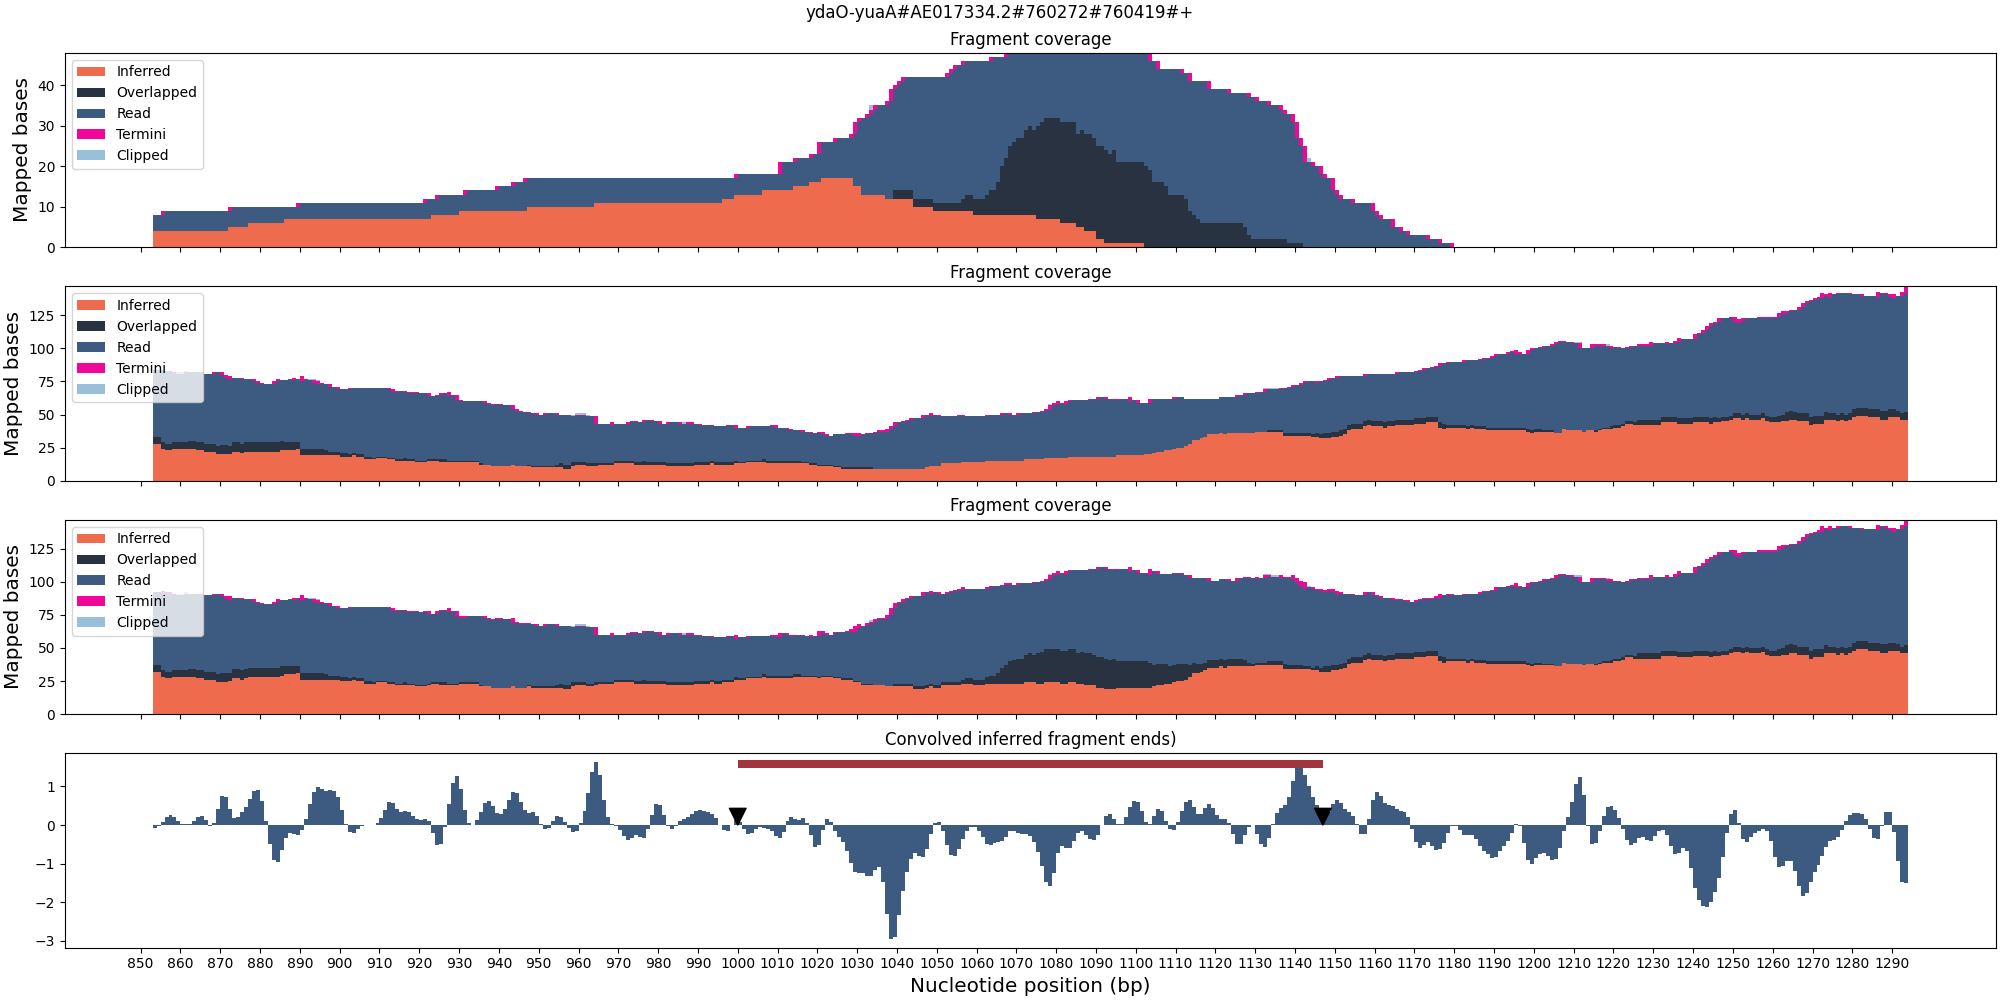 ydaO-yuaA#AE017334.2#760272#760419#+
Fragment coverage
Mapped bases
40
30
20
10
0
Inferred
Overlapped
Read
Termini
Clipped
Fragment coverage
Mapped bases
125
100
75
50
25
0
Inferred
Overlapped
Read
Termini
Clipped
Fragment coverage
Mapped bases
125
100
75
50
25
0
Inferred
Overlapped
Read
Termini
Clipped
Convolved inferred fragment ends)
1
0
−1
−2
−3
850 860 870 880 890 900 910 920 930 940 950 960 970 980 990 1000 1010 1020 1030 1040 1050 1060 1070 1080 1090 1100 1110 1120 1130 1140 1150 1160 1170 1180 1190 1200 1210 1220 1230 1240 1250 1260 1270 1280 1290
Nucleotide position (bp)